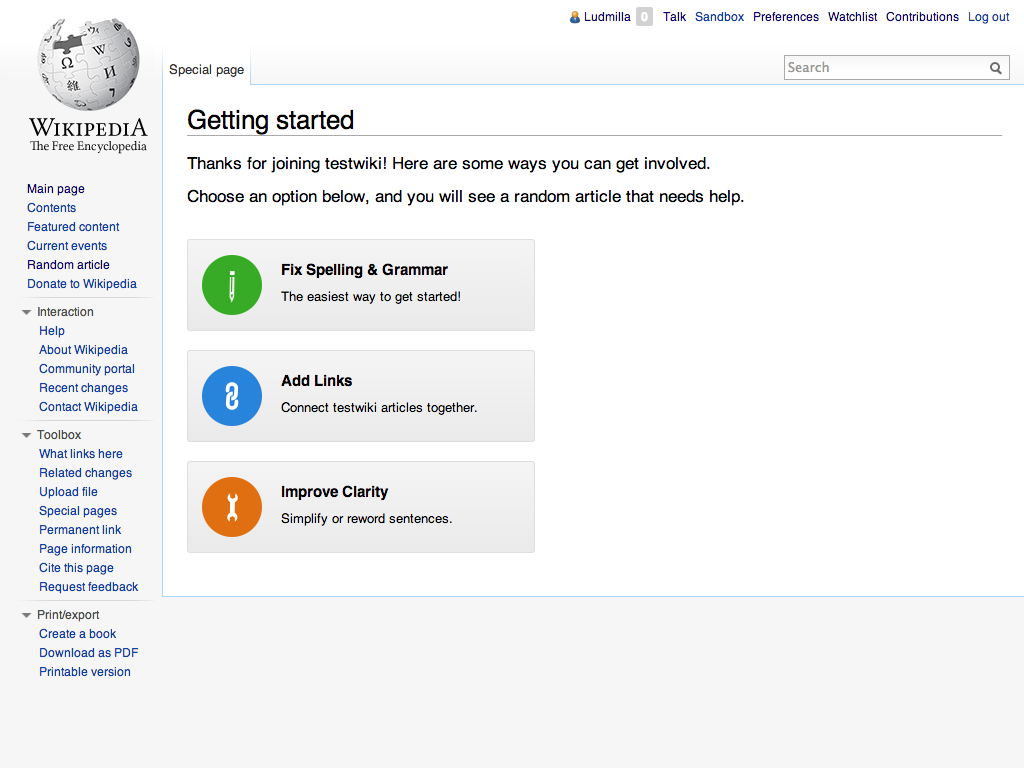 Ludmilla 0 Talk Sandbox Preferences Watchlist Contributions Log out
Special page
Search
WIKIPEDIA
The Free Encyclopedia
Main page
Contents
Featured content
Current events
Random article
Donate to Wikipedia
Interaction
Help
About Wikipedia
Community portal
Recent changes
Contact Wikipedia
Toolbox
What links here
Related changes
Upload file
Special pages
Permanent link
Page information
Cite this page
Request feedback
Print/export
Create a book
Download as PDF
Printable version
Getting started
Thanks for joining testwiki! Here are some ways you can get involved.
Choose an option below, and you will see a random article that needs help.
Fix Spelling & Grammar
The easiest way to get started!
Add Links
Connect testwiki articles together.
Improve Clarity
Simplify or reword sentences.